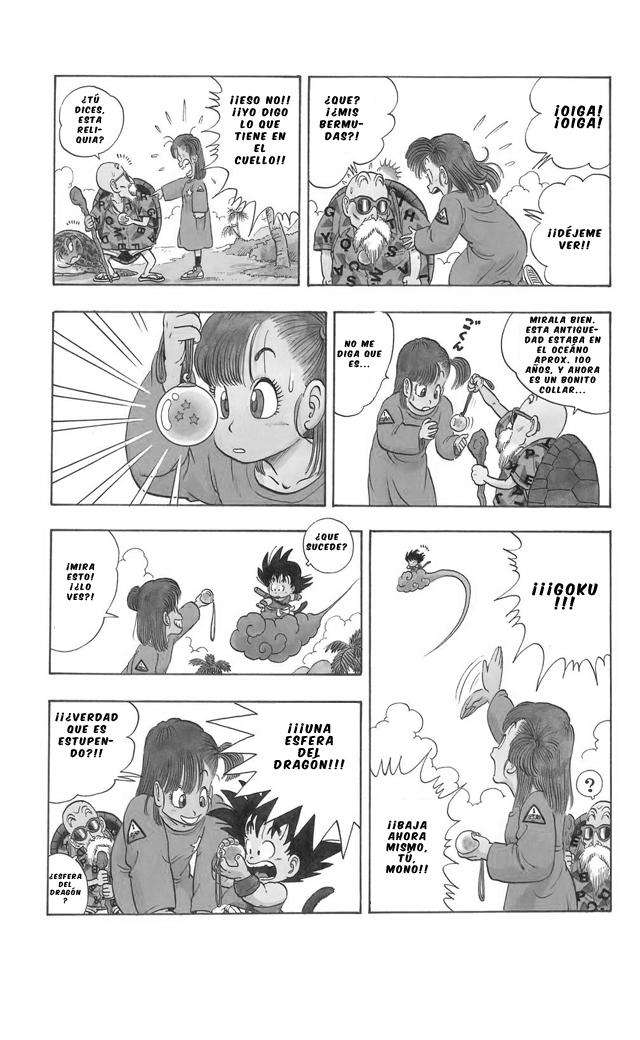 ¡OIGA!
¡OIGA!
¡¡DÉJEME
VER!!
¿QUE?
¡¿MIS
BERMU-
DAS?!
¡¡ESO NO!!
¡¡YO DIGO
LO QUE
TIENE EN
EL
CUELLO!!
¿TÚ
DICES,
ESTA
RELI-
QUIA?
MIRALA BIEN.
ESTA ANTIGUE-
DAD ESTABA EN
EL OCEÁNO
APROX. 100
AÑOS, Y AHORA
ES UN BONITO
COLLAR...
NO ME
DIGA QUE
ES...
¡¡¡GOKU
!!!
¡¡BAJA
AHORA
MISMO,
TÚ,
MONO!!
?
¿QUE
SUCEDE?
¡MIRA
ESTO!
¡¿LO
VES?!
¡¡¡UNA
ESFERA
DEL
DRAGÓN!!!
¡¡¿VERDAD
QUE ES
ESTUPEN-
DO?!!
¿ESFERA
DEL
DRAGÓN
?